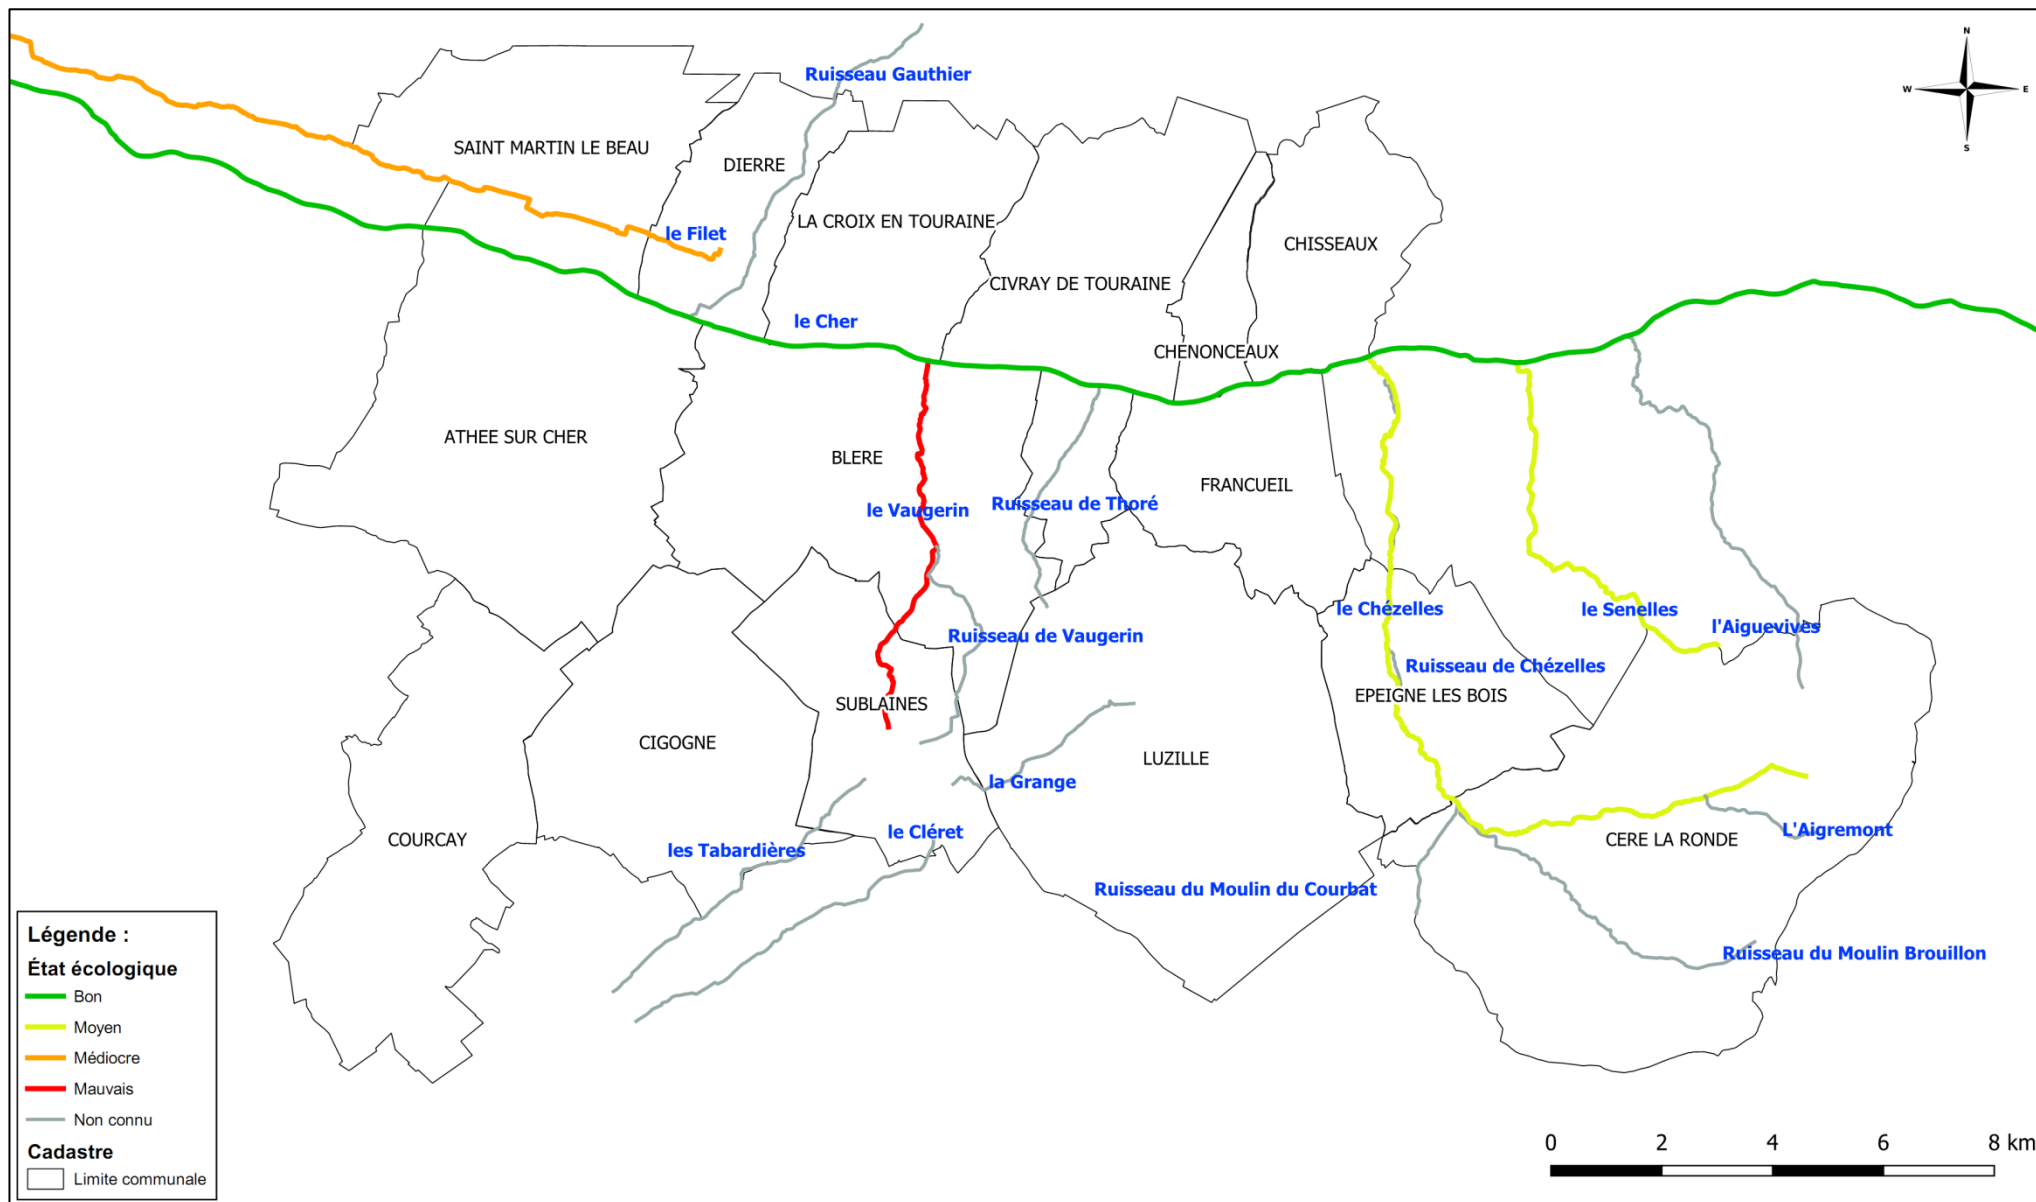 N
W
E
S
Ruisseau Gauthier
SAINT MARTIN LE BEAU
DIERRE
LA CROIX EN TOURAINE
le Filet
CHISSEAUX
CIVRAY DE TOURAINE
le Cher
CHENONCEAUX
ATHEE SUR CHER
BLERE
FRANCUEIL
le Vaugerin
Ruisseau de Thoré
le Chézelles
le Senelles
l'Aiguevives
Ruisseau de Vaugerin
Ruisseau de Chézelles
EPEIGNE LES BOIS
SUBLAINES
CIGOGNE
LUZILLE
la Grange
le Cléret
L'Aigremont
COURCAY
CERE LA RONDE
les Tabardières
Ruisseau du Moulin du Courbat
Ruisseau du Moulin Brouillon
Légende :
État écologique
Bon
Moyen
Médiocre
Mauvais
Non connu
Cadastre
Limite communale
0 2 4 6 8 km